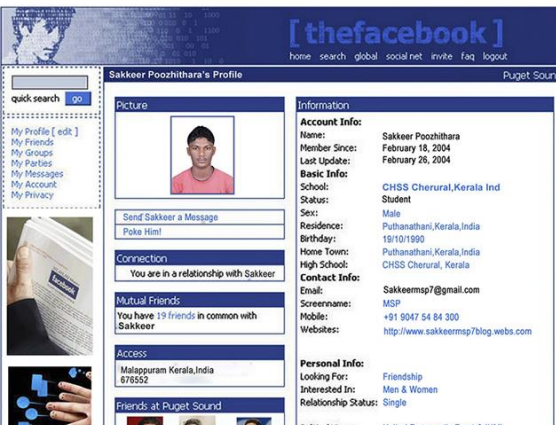 [ thefacebook ]
home search global social net invite faq logout
Sakkeer Poozhithara's Profile
Puget Soun
quick search go
My Profile [ edit ]
My Friends
My Groups
My Parties
My Messages
My Account
My Privacy
facebook
Picture
Send Sakkeer a Message
Poke Him!
Connection
You are in a relationship with Sakkeer
Mutual Friends
You have 19 friends in common with
Sakkeer
Access
Malappuram Kerala,India
676552
Friends at Puget Sound
Information
Account Info:
Name: Sakkeer Poozhithara
Member Since: February 18, 2004
Last Update: February 26, 2004
Basic Info:
School: CHSS Cherural,Kerala Ind
Status: Student
Sex: Male
Residence: Puthanathani,Kerala,India
Birthday: 19/10/1990
Home Town: Puthanathani,Kerala,India
High School: CHSS Cherural, Kerala
Contact Info:
Email: Sakkeermsp7@gmail.com
Screenname: MSP
Mobile: +91 9047 54 84 300
Websites: http://www.sakkeermsp7blog.webs.com
Personal Info:
Looking For: Friendship
Interested In: Men & Women
Relationship Status: Single